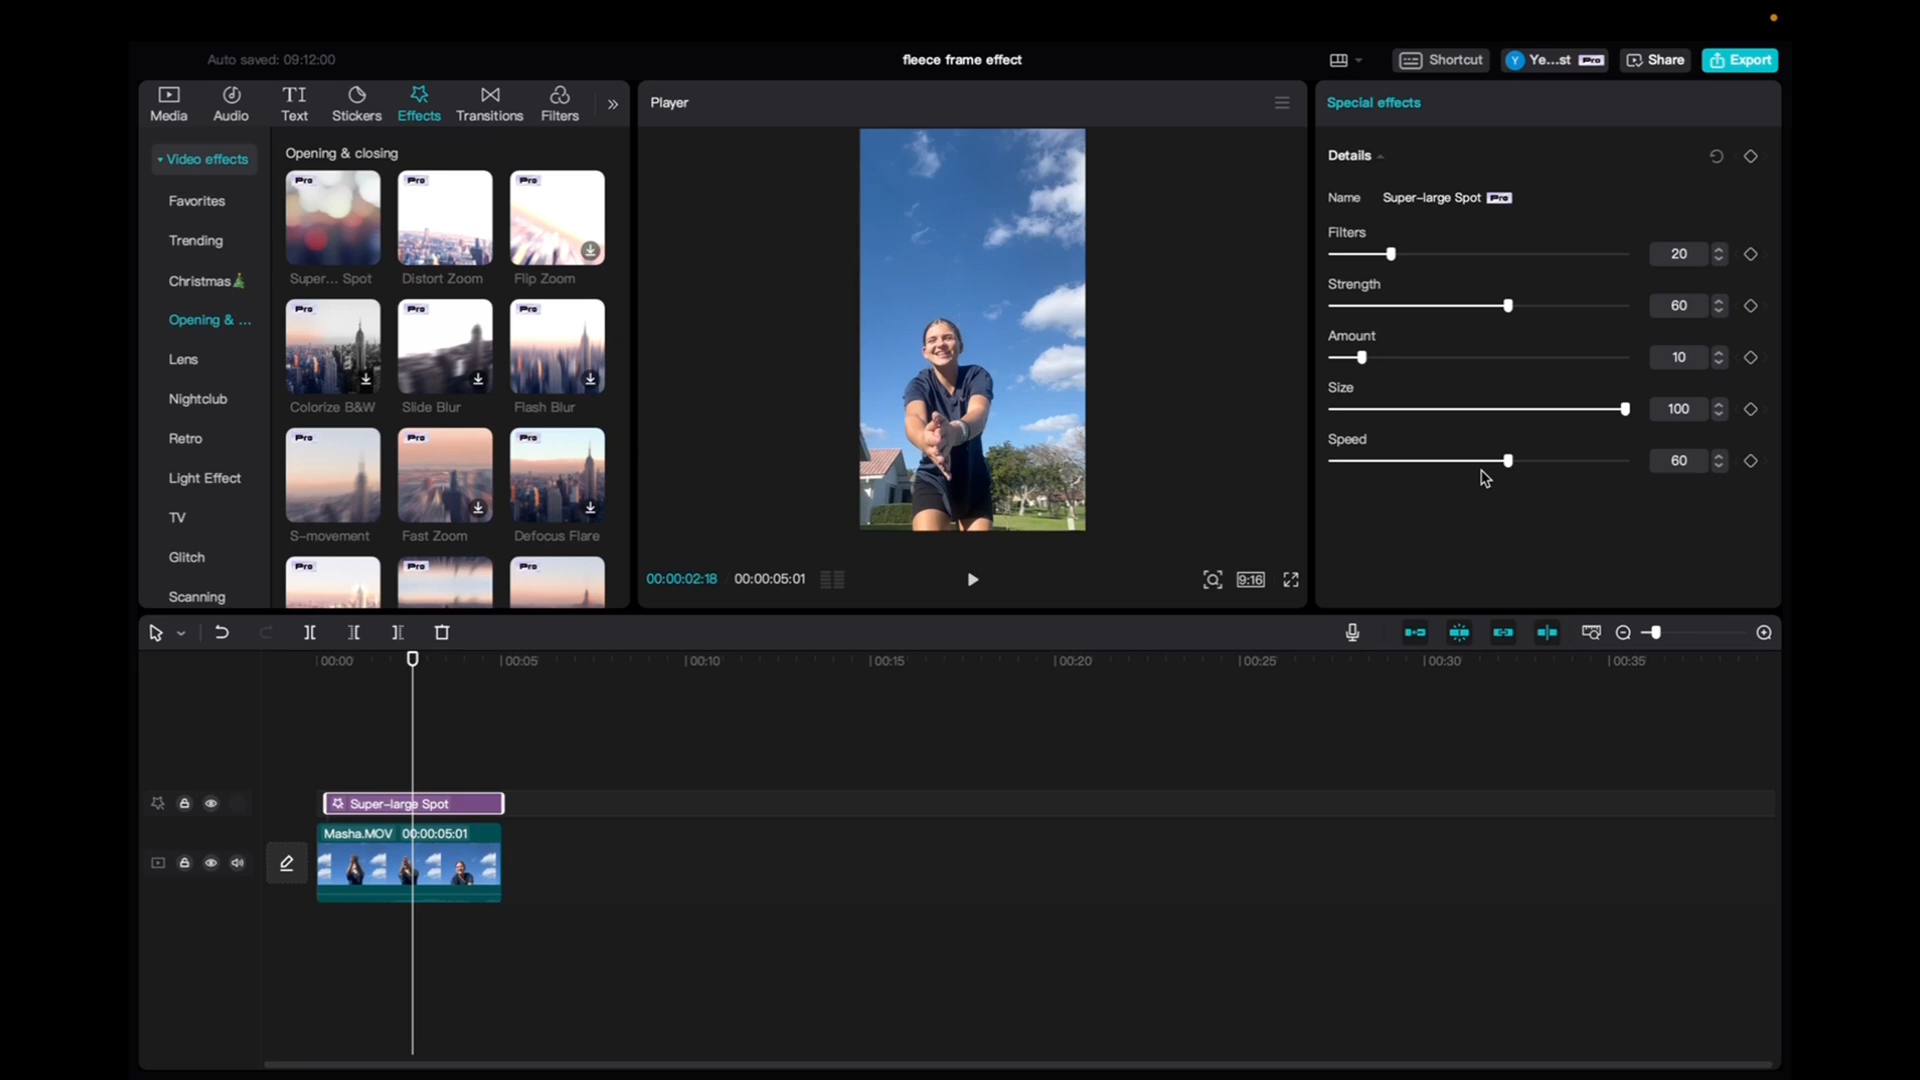 Auto saved: 09:12:00
fleece frame effect
Shortcut
Y
Ye...st
Pro
Share
Export
Media
Audio
TI
Text
Stickers
Effects
Transitions
Filters
Video effects
Favorites
Trending
Christmas🎄
Opening & ...
Lens
Nightclub
Retro
Light Effect
TV
Glitch
Scanning
Opening & closing
Pro
Pro
Pro
Super... Spot
Distort Zoom
Flip Zoom
Pro
Pro
Pro
Colorize B&W
Slide Blur
Flash Blur
Pro
Pro
Pro
S-movement
Fast Zoom
Defocus Flare
Pro
Pro
Pro
Player
00:00:02:18
00:00:05:01
9:16
Special effects
Details
Name Super-large Spot Pro
Filters
20
Strength
60
Amount
10
Size
100
Speed
60
00:00
00:05
00:10
00:15
00:20
00:25
00:30
00:35
Super-large Spot
Masha.MOV 00:00:05:01